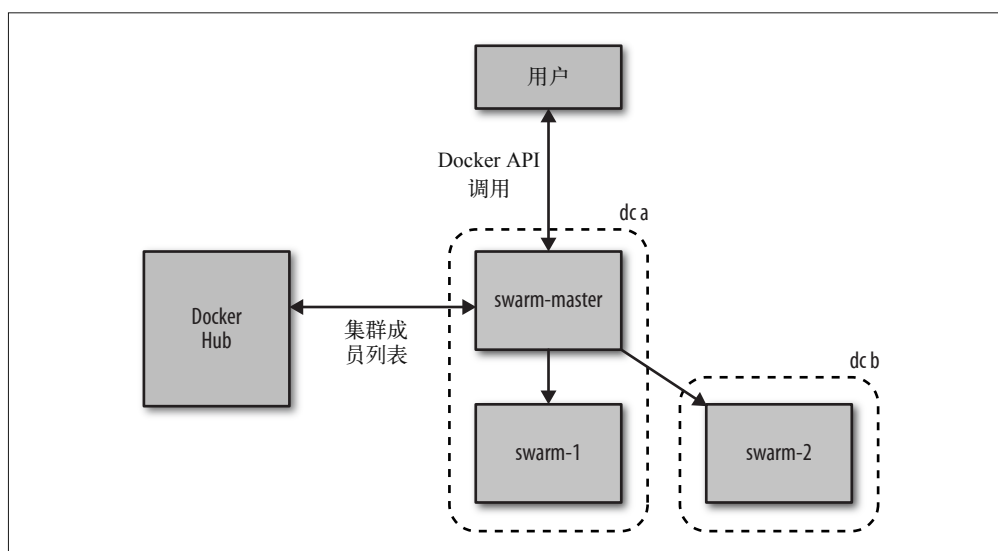 用户
Docker API
调用
dc a
swarm-master
Docker
Hub
集群成
员列表
dc b
swarm-1
swarm-2